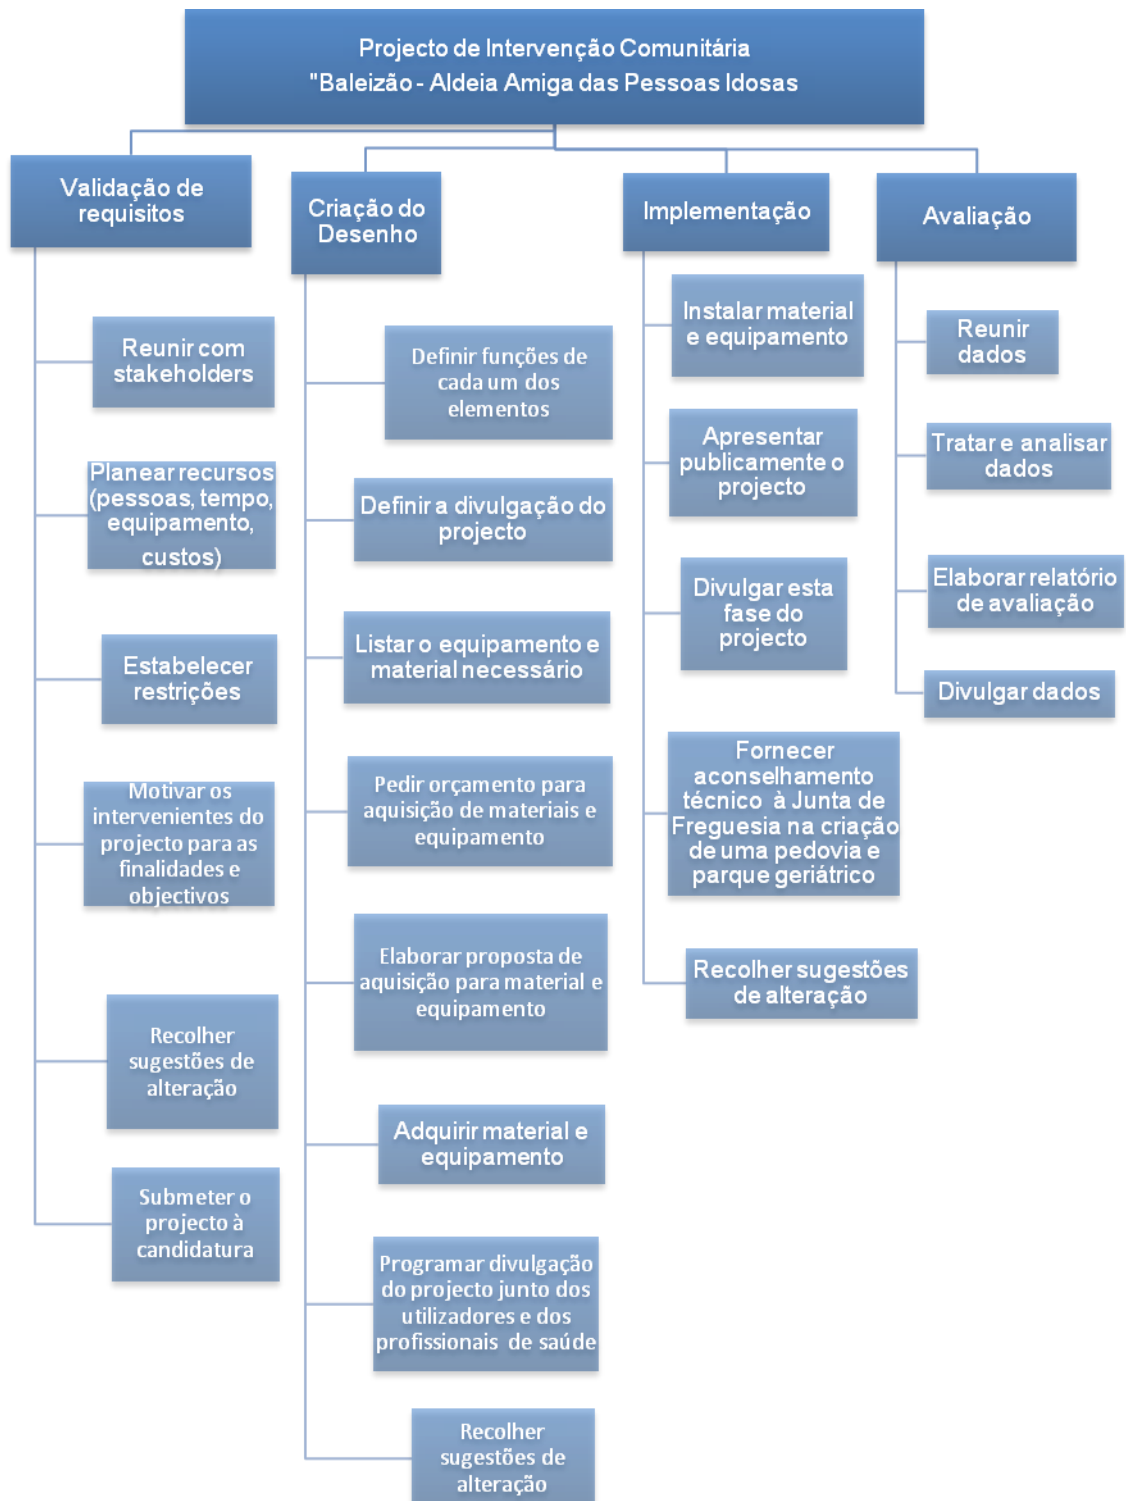 Projecto de Intervenção Comunitária
"Baleizão - Aldeia Amiga das Pessoas Idosas
Validação de
requisitos
Reunir com
stakeholders
Planear recursos
(pessoas, tempo,
equipamento,
custos)
Estabelecer
restrições
Motivar os
intervenientes do
projecto para as
finalidades e
objectivos
Recolher
sugestões de
alteração
Submeter o
projecto à
candidatura
Criação do
Desenho
Definir funções de
cada um dos
elementos
Definir a divulgação do
projecto
Listar o equipamento e
material necessário
Pedir orçamento para
aquisição de materiais e
equipamento
Elaborar proposta de
aquisição para material e
equipamento
Adquirir material e
equipamento
Programar divulgação
do projecto junto dos
utilizadores e dos
profissionais de saúde
Recolher
sugestões de
alteração
Implementação
Instalar material
e equipamento
Apresentar
publicamente o
projecto
Divulgar esta
fase do
projecto
Fornecer
aconselhamento
técnico à Junta de
Freguesia na criação
de uma pedovia e
parque geriátrico
Recolher sugestões
de alteração
Avaliação
Reunir
dados
Tratar e analisar
dados
Elaborar relatório
de avaliação
Divulgar dados